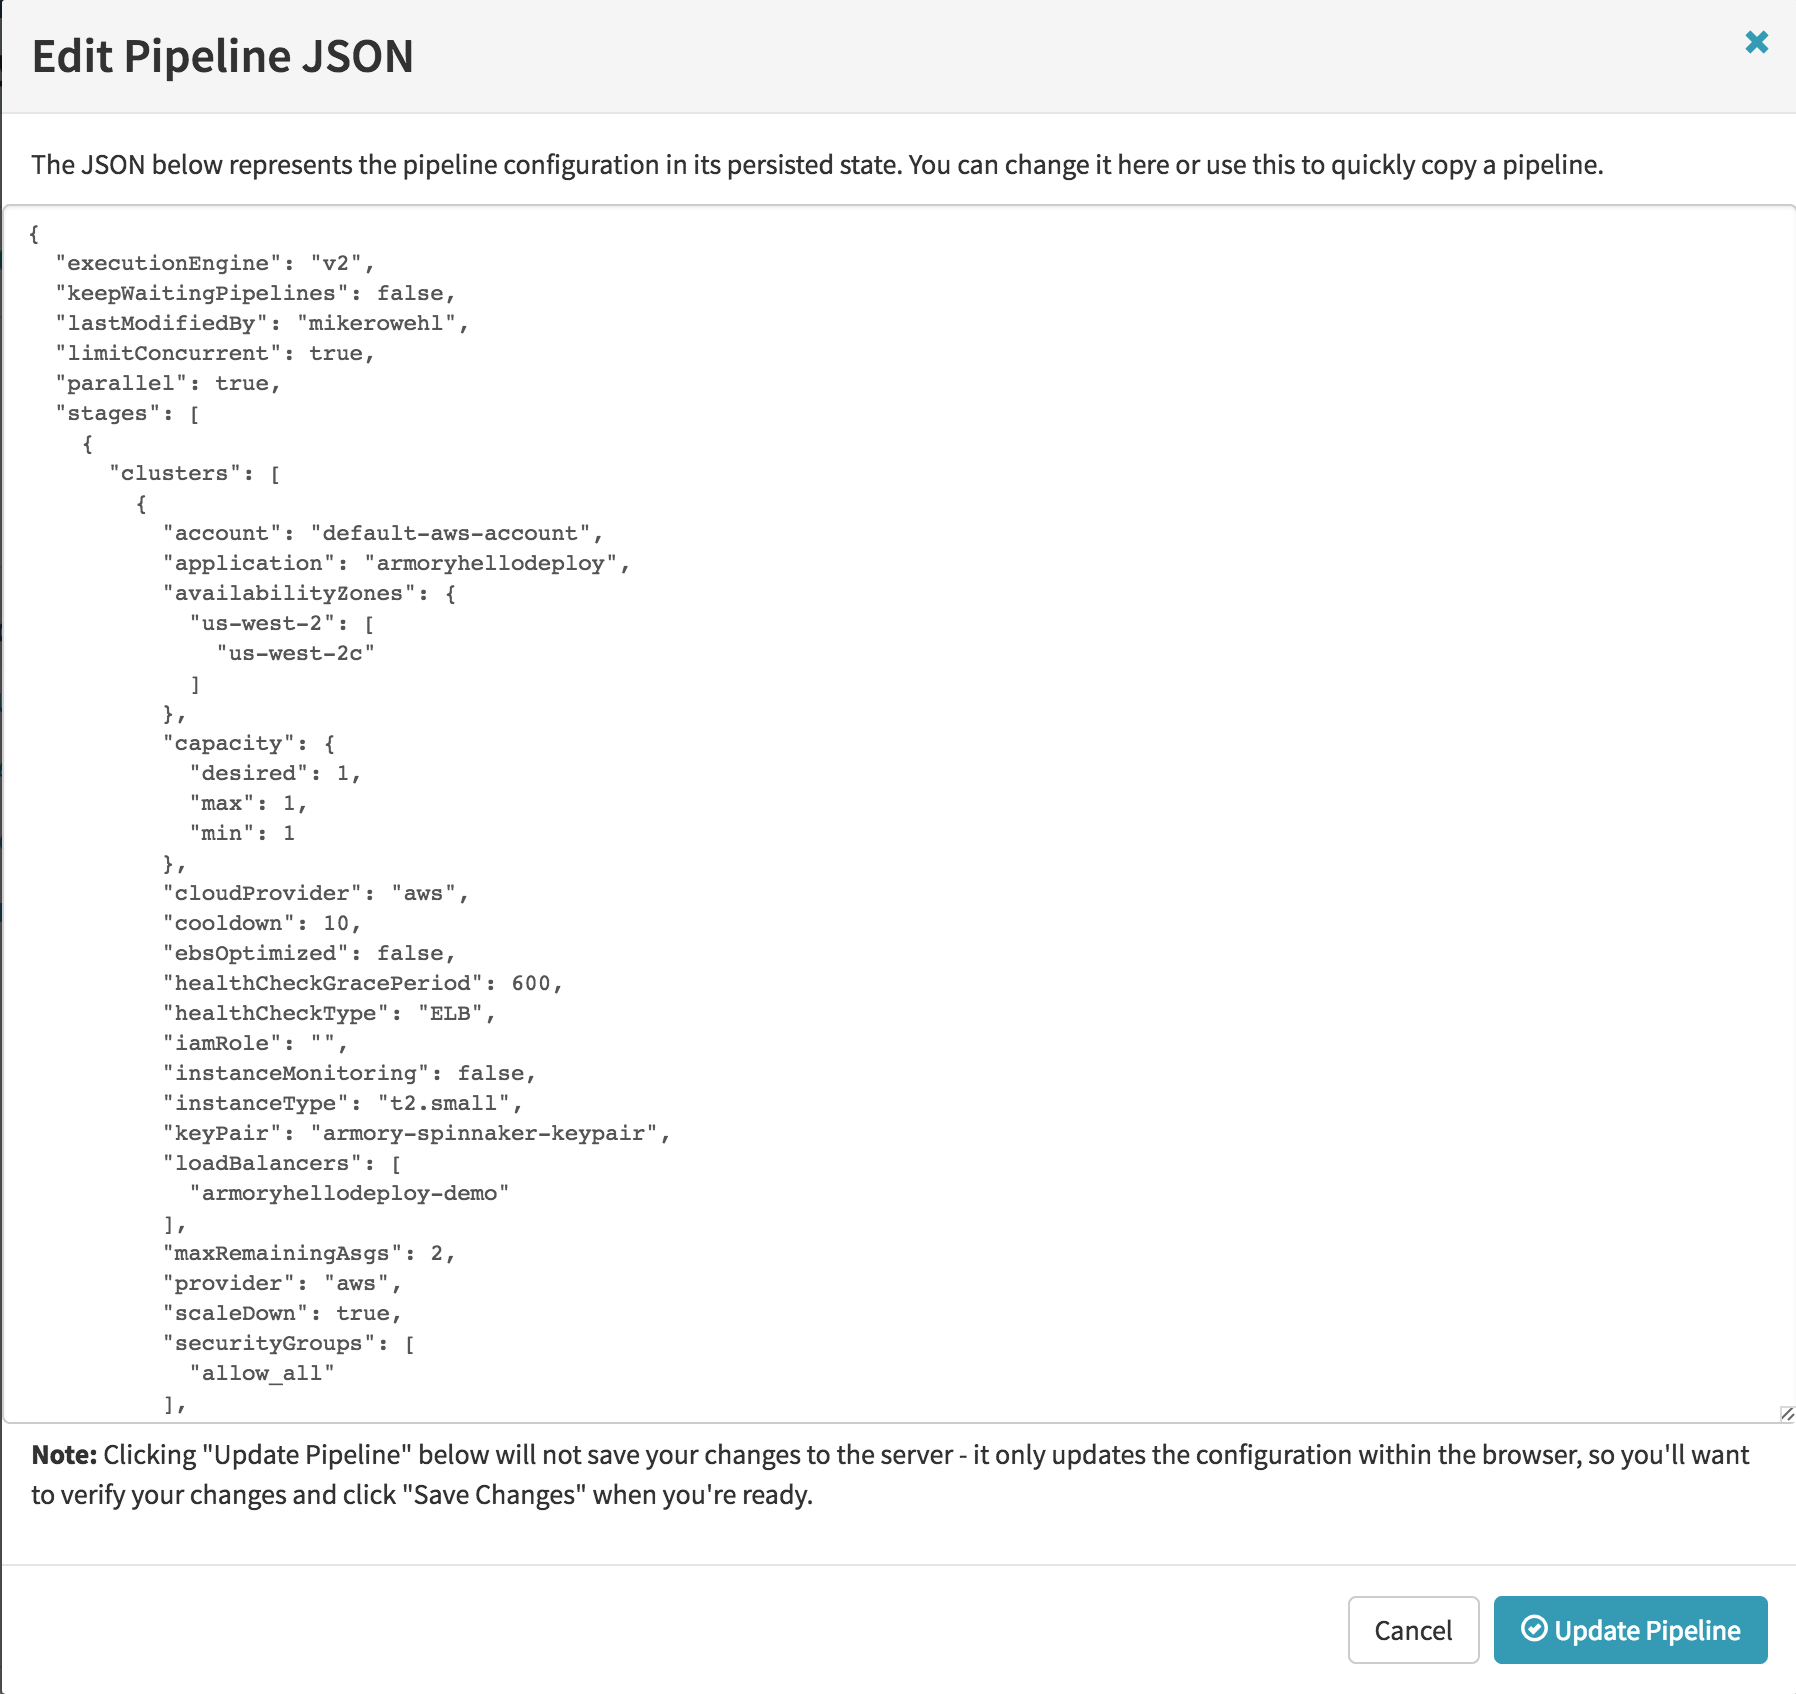 Edit Pipeline JSON
The JSON below represents the pipeline configuration in its persisted state. You can change it here or use this to quickly copy a pipeline.
{
  "executionEngine": "v2",
  "keepWaitingPipelines": false,
  "lastModifiedBy": "mikerowehl",
  "limitConcurrent": true,
  "parallel": true,
  "stages": [
    {
      "clusters": [
        {
          "account": "default-aws-account",
          "application": "armoryhellodeploy",
          "availabilityZones": {
            "us-west-2": [
              "us-west-2c"
            ]
          },
          "capacity": {
            "desired": 1,
            "max": 1,
            "min": 1
          },
          "cloudProvider": "aws",
          "cooldown": 10,
          "ebsOptimized": false,
          "healthCheckGracePeriod": 600,
          "healthCheckType": "ELB",
          "iamRole": "",
          "instanceMonitoring": false,
          "instanceType": "t2.small",
          "keyPair": "armory-spinnaker-keypair",
          "loadBalancers": [
            "armoryhellodeploy-demo"
          ],
          "maxRemainingAsgs": 2,
          "provider": "aws",
          "scaleDown": true,
          "securityGroups": [
            "allow_all"
          ],
Note: Clicking "Update Pipeline" below will not save your changes to the server - it only updates the configuration within the browser, so you'll want
to verify your changes and click "Save Changes" when you're ready.
Cancel
Update Pipeline